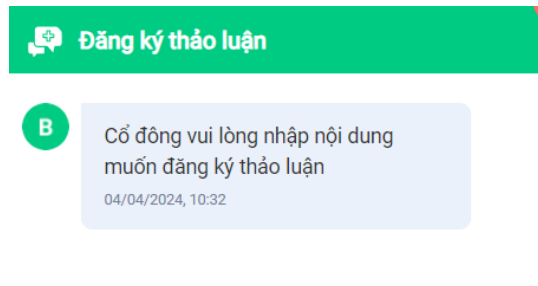 Đăng ký thảo luận
B
Cổ đông vui lòng nhập nội dung
muốn đăng ký thảo luận
04/04/2024, 10:32